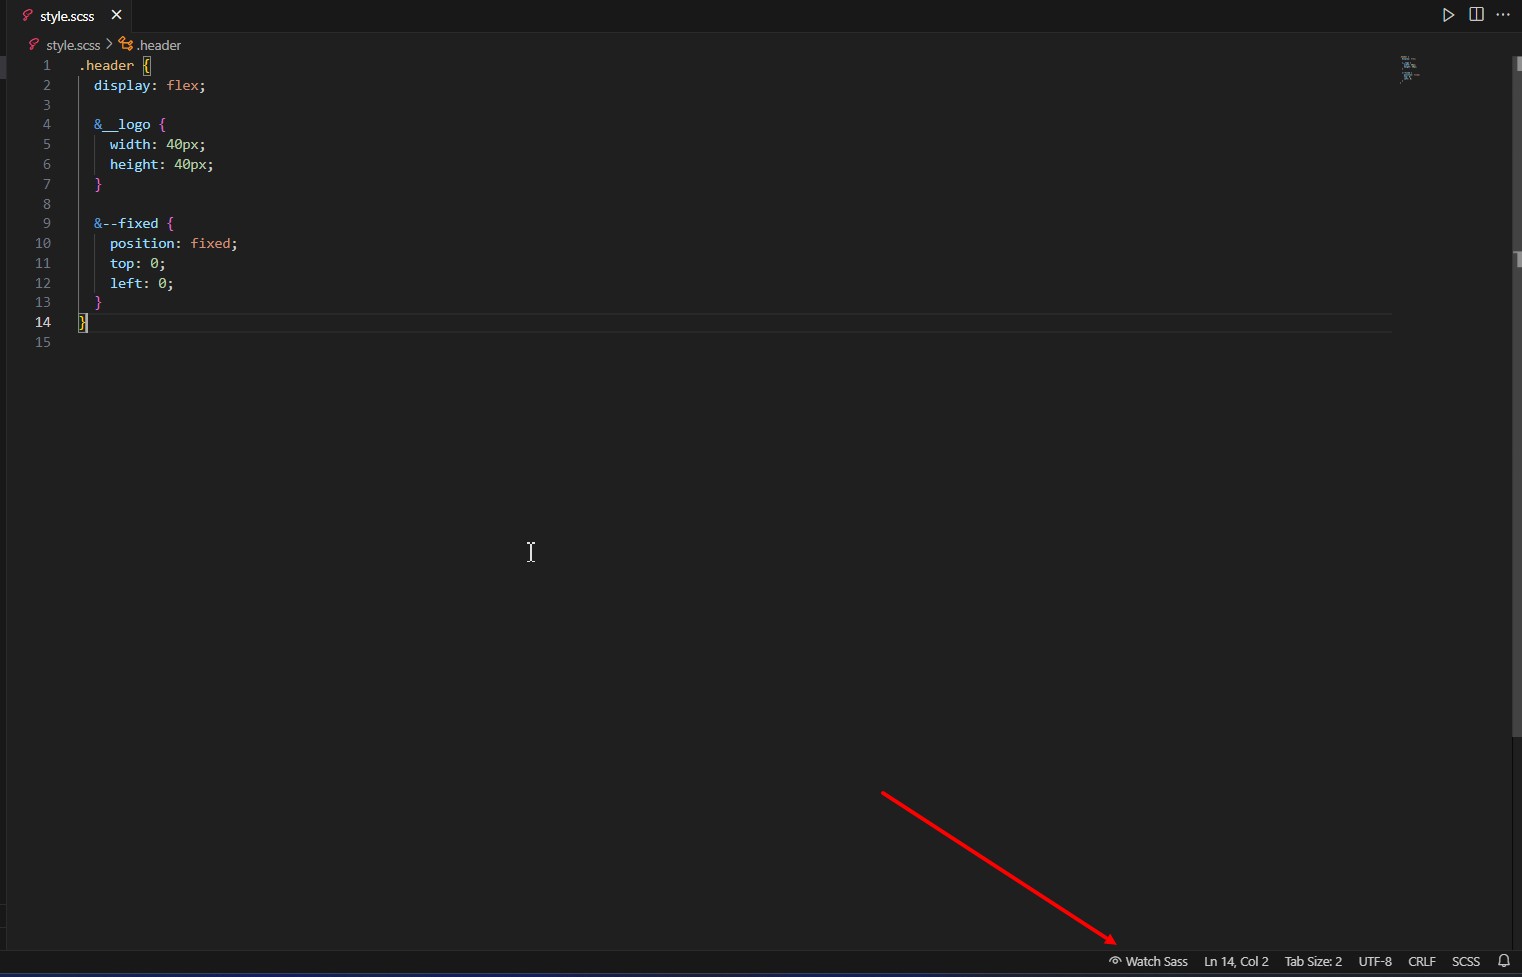 style.scss
style.scss > .header
1 .header {
2 display: flex;
3
4 &__logo {
5 width: 40px;
6 height: 40px;
7 }
8
9 &--fixed {
10 position: fixed;
11 top: 0;
12 left: 0;
13 }
14 }
15
Watch Sass Ln 14, Col 2 Tab Size: 2 UTF-8 CRLF SCSS